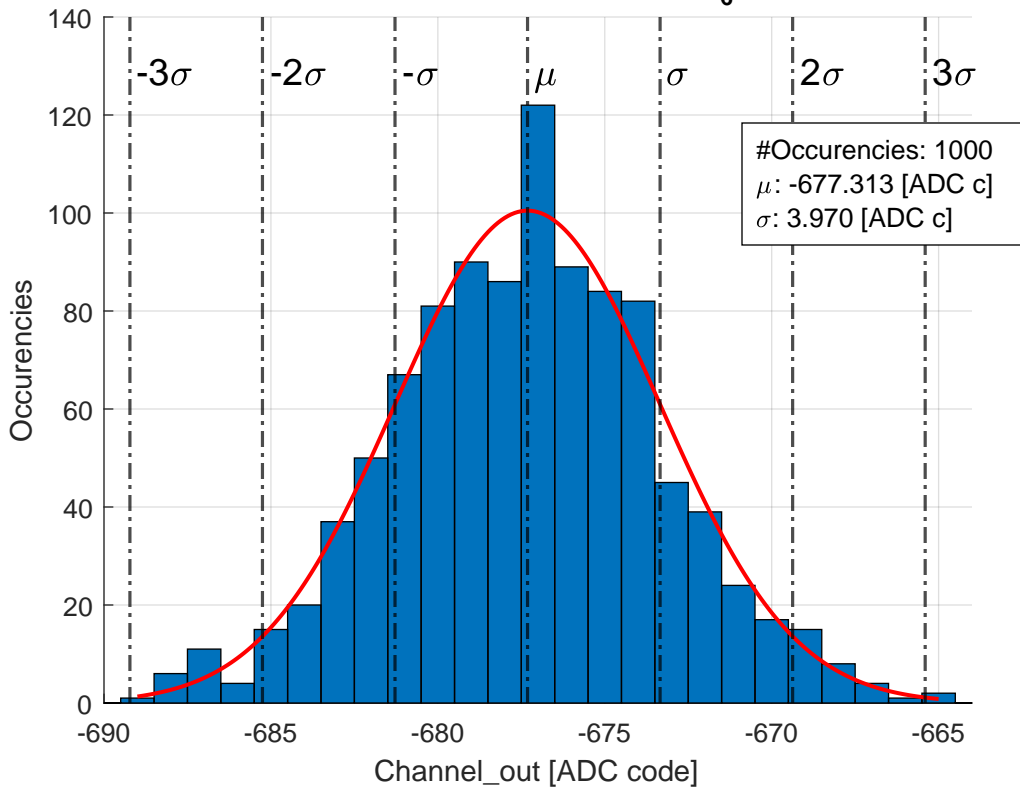 140
120
100
80
60
40
20
0
-3σ
-2σ
-σ
μ
σ
2σ
3σ
#Occurencies: 1000
μ: -677.313 [ADC c]
σ: 3.970 [ADC c]
Occurencies
-690
-685
-680
-675
-670
-665
Channel_out [ADC code]